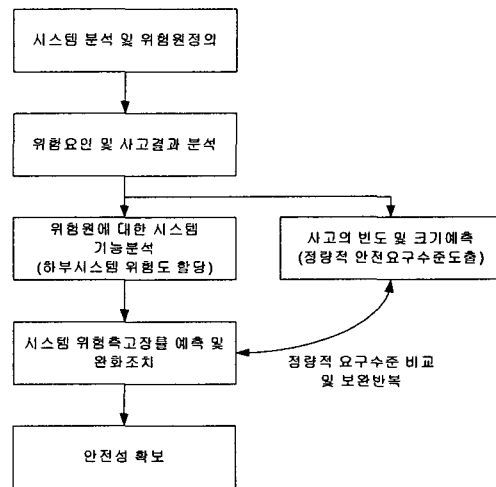 시스템 분석 및 위험원정의
위험요인 및 사고결과 분석
위험원에 대한 시스템
기능분석
(하부시스템 위험도 할당)
사고의 빈도 및 크기예측
(정량적 안전요구수준도출)
시스템 위험측고장률 예측 및
완화조치
정량적 요구수준 비교
및 보완반복
안전성 확보